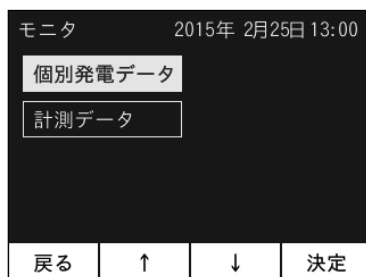 モニタ 2015年 2月25日 13:00
個別発電データ
計測データ
戻る ↑ ↓ 決定